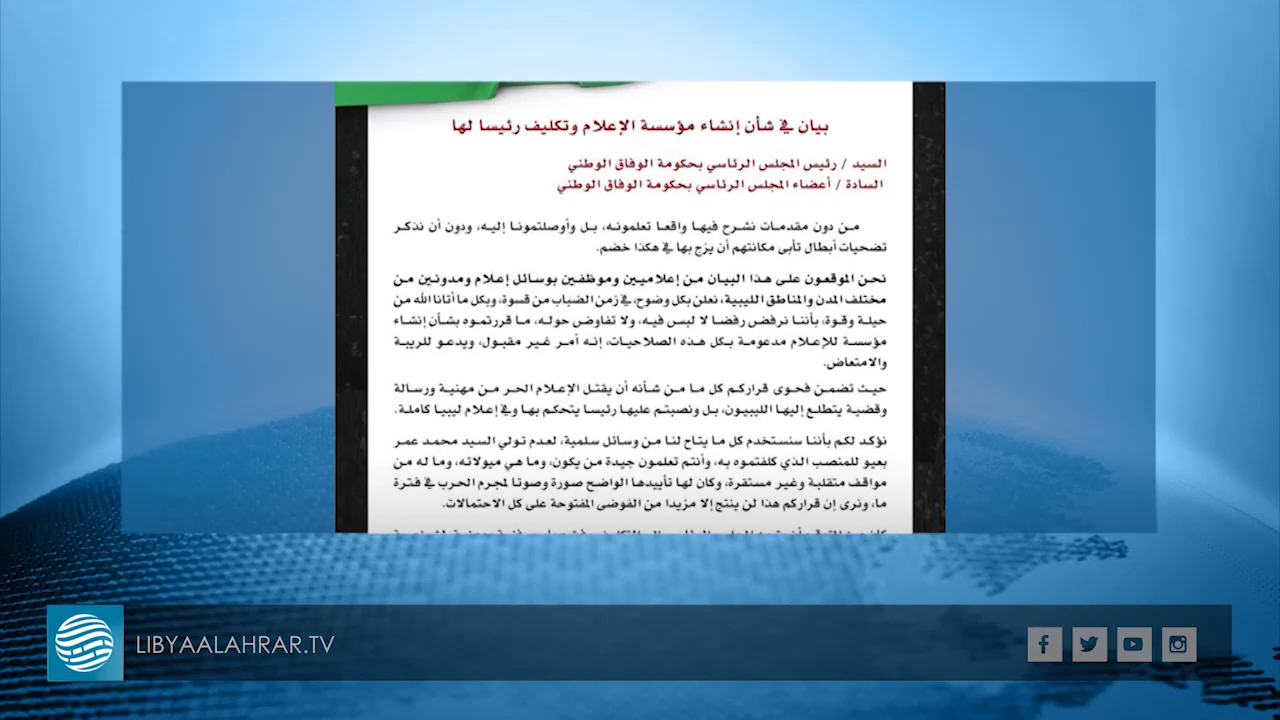 بيان في شأن إنشاء مؤسسة الإعلام وتكليف رئيسا لها
السيد / رئيس المجلس الرئاسي بحكومة الوفاق الوطني
السادة / أعضاء المجلس الرئاسي بحكومة الوفاق الوطني
من دون مقدمات نشرح فيها واقعا تعلمونه، بل وأوصلتمونا إليه، ودون أن نذكر
تضحيات أبطال تأبى مكانتهم أن يزج بها في هكذا خضم.
نحن الموقعون على هذا البيان من إعلاميين وموظفين بوسائل إعلام ومدونين من
مختلف المدن والمناطق الليبية، نعلن بكل وضوح، في زمن الضباب من قسوة، وبكل ما أتانا الله من
حيلة وقوة، بأننا نرفض رفضا لا لبس فيه، ولا تفاوض حوله، ما قررتموه بشأن إنشاء
مؤسسة للإعلام مدعومة بكل هذه الصلاحيات، إنه أمر غير مقبول، ويدعو للريبة
والامتعاض.
حيث تضمن فحوى قراركم كل ما من شأنه أن يقتل الإعلام الحر من مهنية ورسالة
وقضية يتطلع إليها الليبيون، بل ونصبتم عليها رئيسا يتحكم بها وفي إعلام ليبيا كاملة.
نؤكد لكم بأننا سنستخدم كل ما يتاح لنا من وسائل سلمية، لعدم تولي السيد محمد عمر
بعيو للمنصب الذي كلفتموه به، وأنتم تعلمون جيدة من يكون، وما هي ميولاته، وما له من
مواقف متقلبة وغير مستقرة، وكان لها تأييدها الواضح صورة وصوتا لمجرم الحرب في فترة
ما، ونرى إن قراركم هذا لن ينتج إلا مزيدا من الفوضى المفتوحة على كل الاحتمالات.
LIBYAALAHRAR.TV